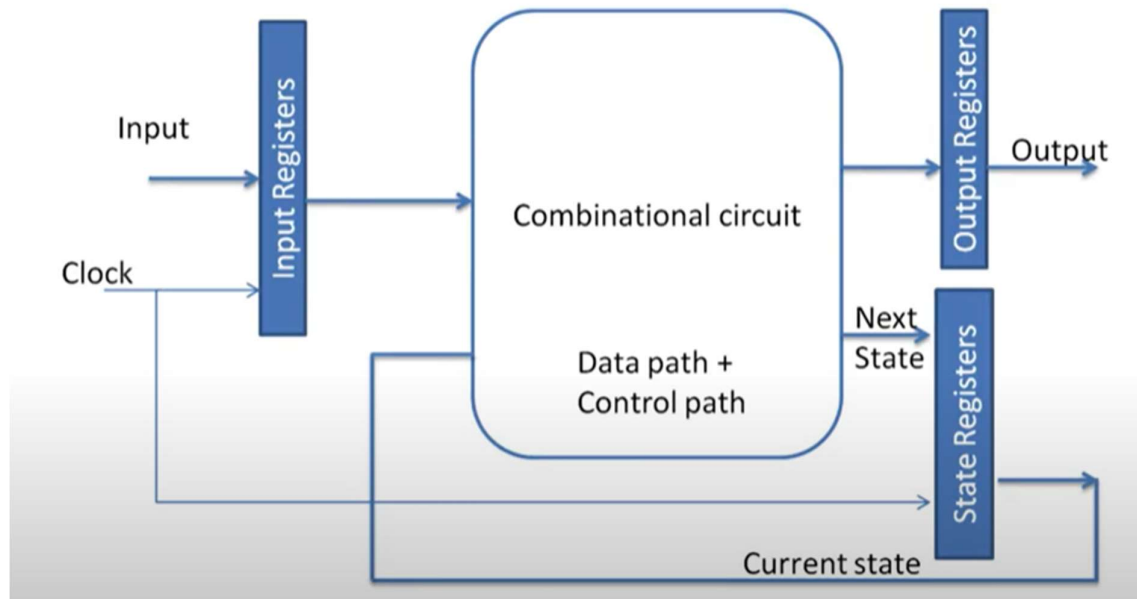 Input
Clock
Input Registers
Combinational circuit
Data path +
Control path
Output Registers
Output
Next
State
State Registers
Current state